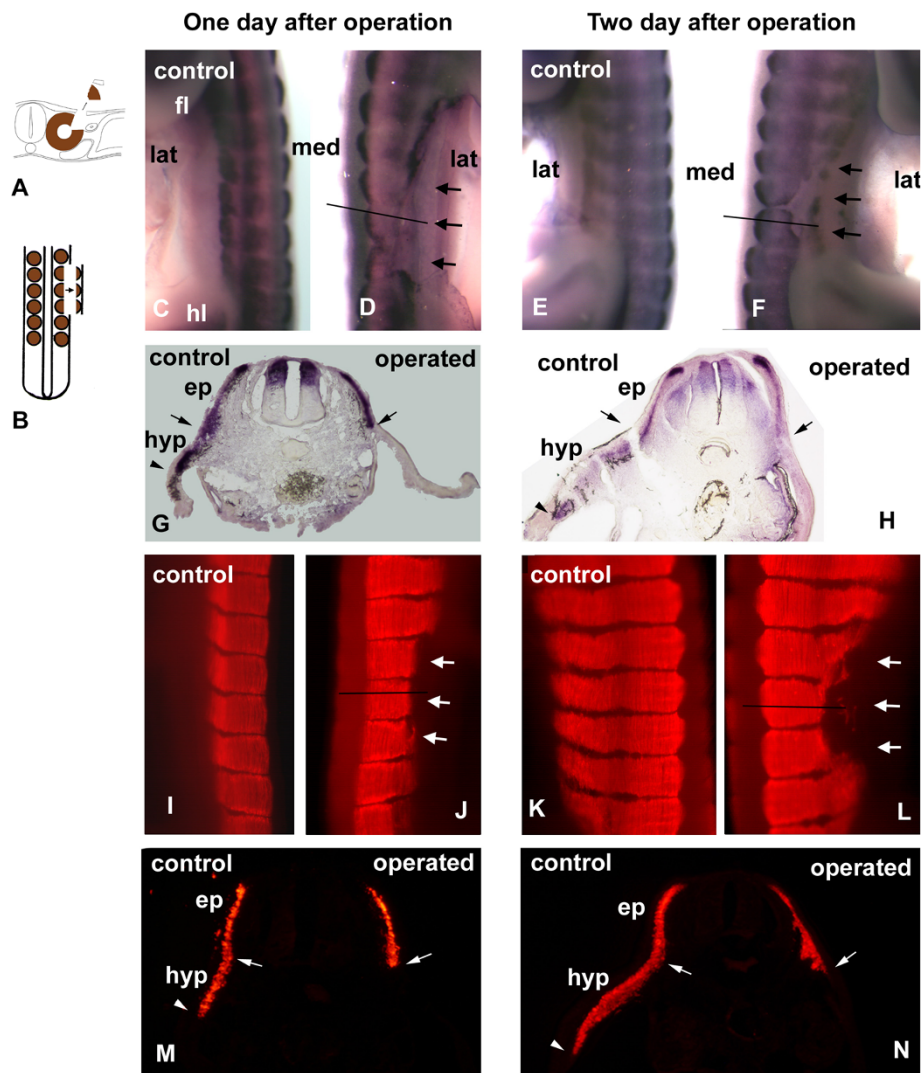 One day after operation
Two day after operation
control
fl
lat
med
lat
C
hl
D
control
lat
med
lat
E
F
A
B
control
operated
ep
hyp
G
control
operated
ep
hyp
H
control
I
J
control
K
L
control
operated
ep
hyp
M
control
operated
ep
hyp
N